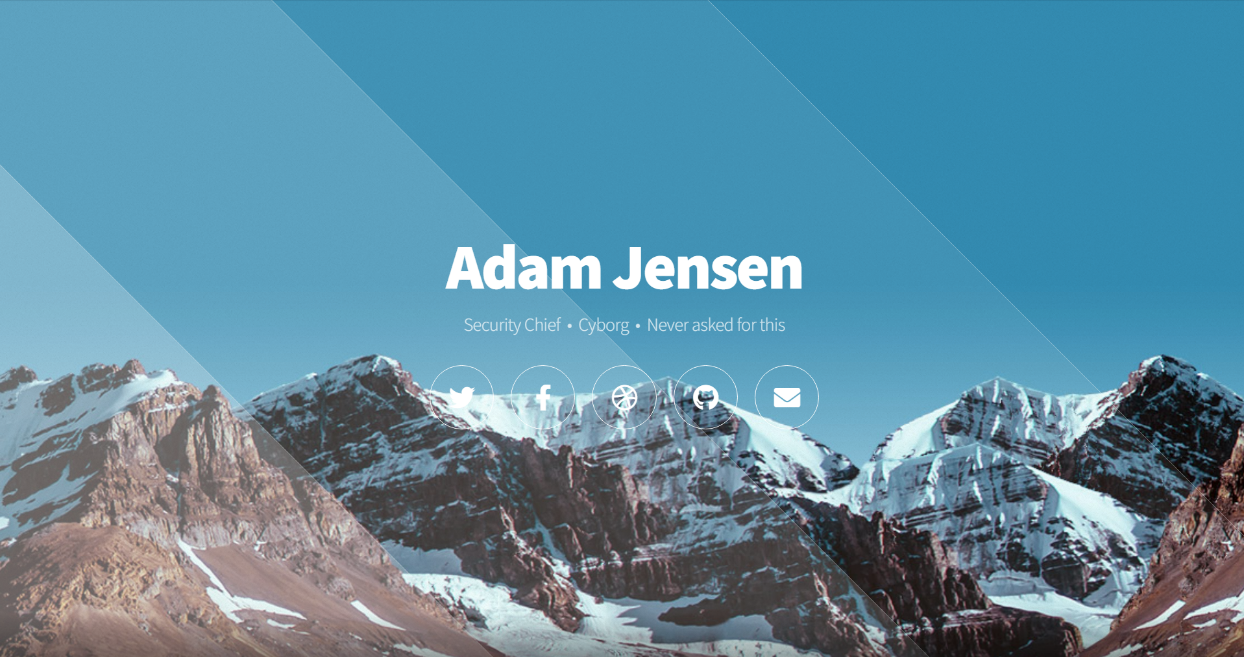 Adam Jensen
Security Chief • Cyborg • Never asked for this